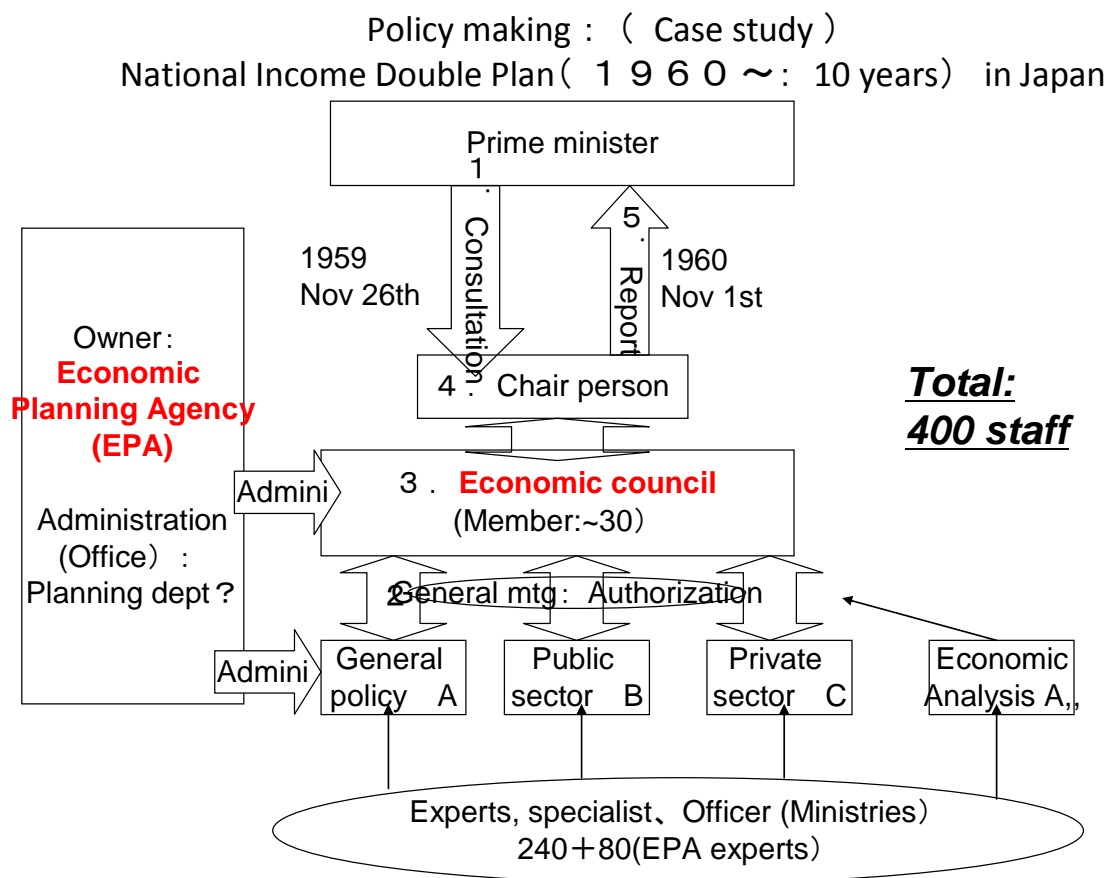 Policy making：（ Case study ）
National Income Double Plan（１９６０～：10 years） in Japan
Prime minister
１．Consultation
５．Report
1959
Nov 26th
1960
Nov 1st
Owner：
Economic
Planning Agency
(EPA)
Administration
(Office）：
Planning dept？
４．Chair person
Total:
400 staff
Admini
３．Economic council
(Member:~30）
２
General mtg：Authorization
Admini
General
policy　A
Public
sector　B
Private
sector　C
Economic
Analysis A,,
Experts, specialist、Officer (Ministries）
240＋80(EPA experts）